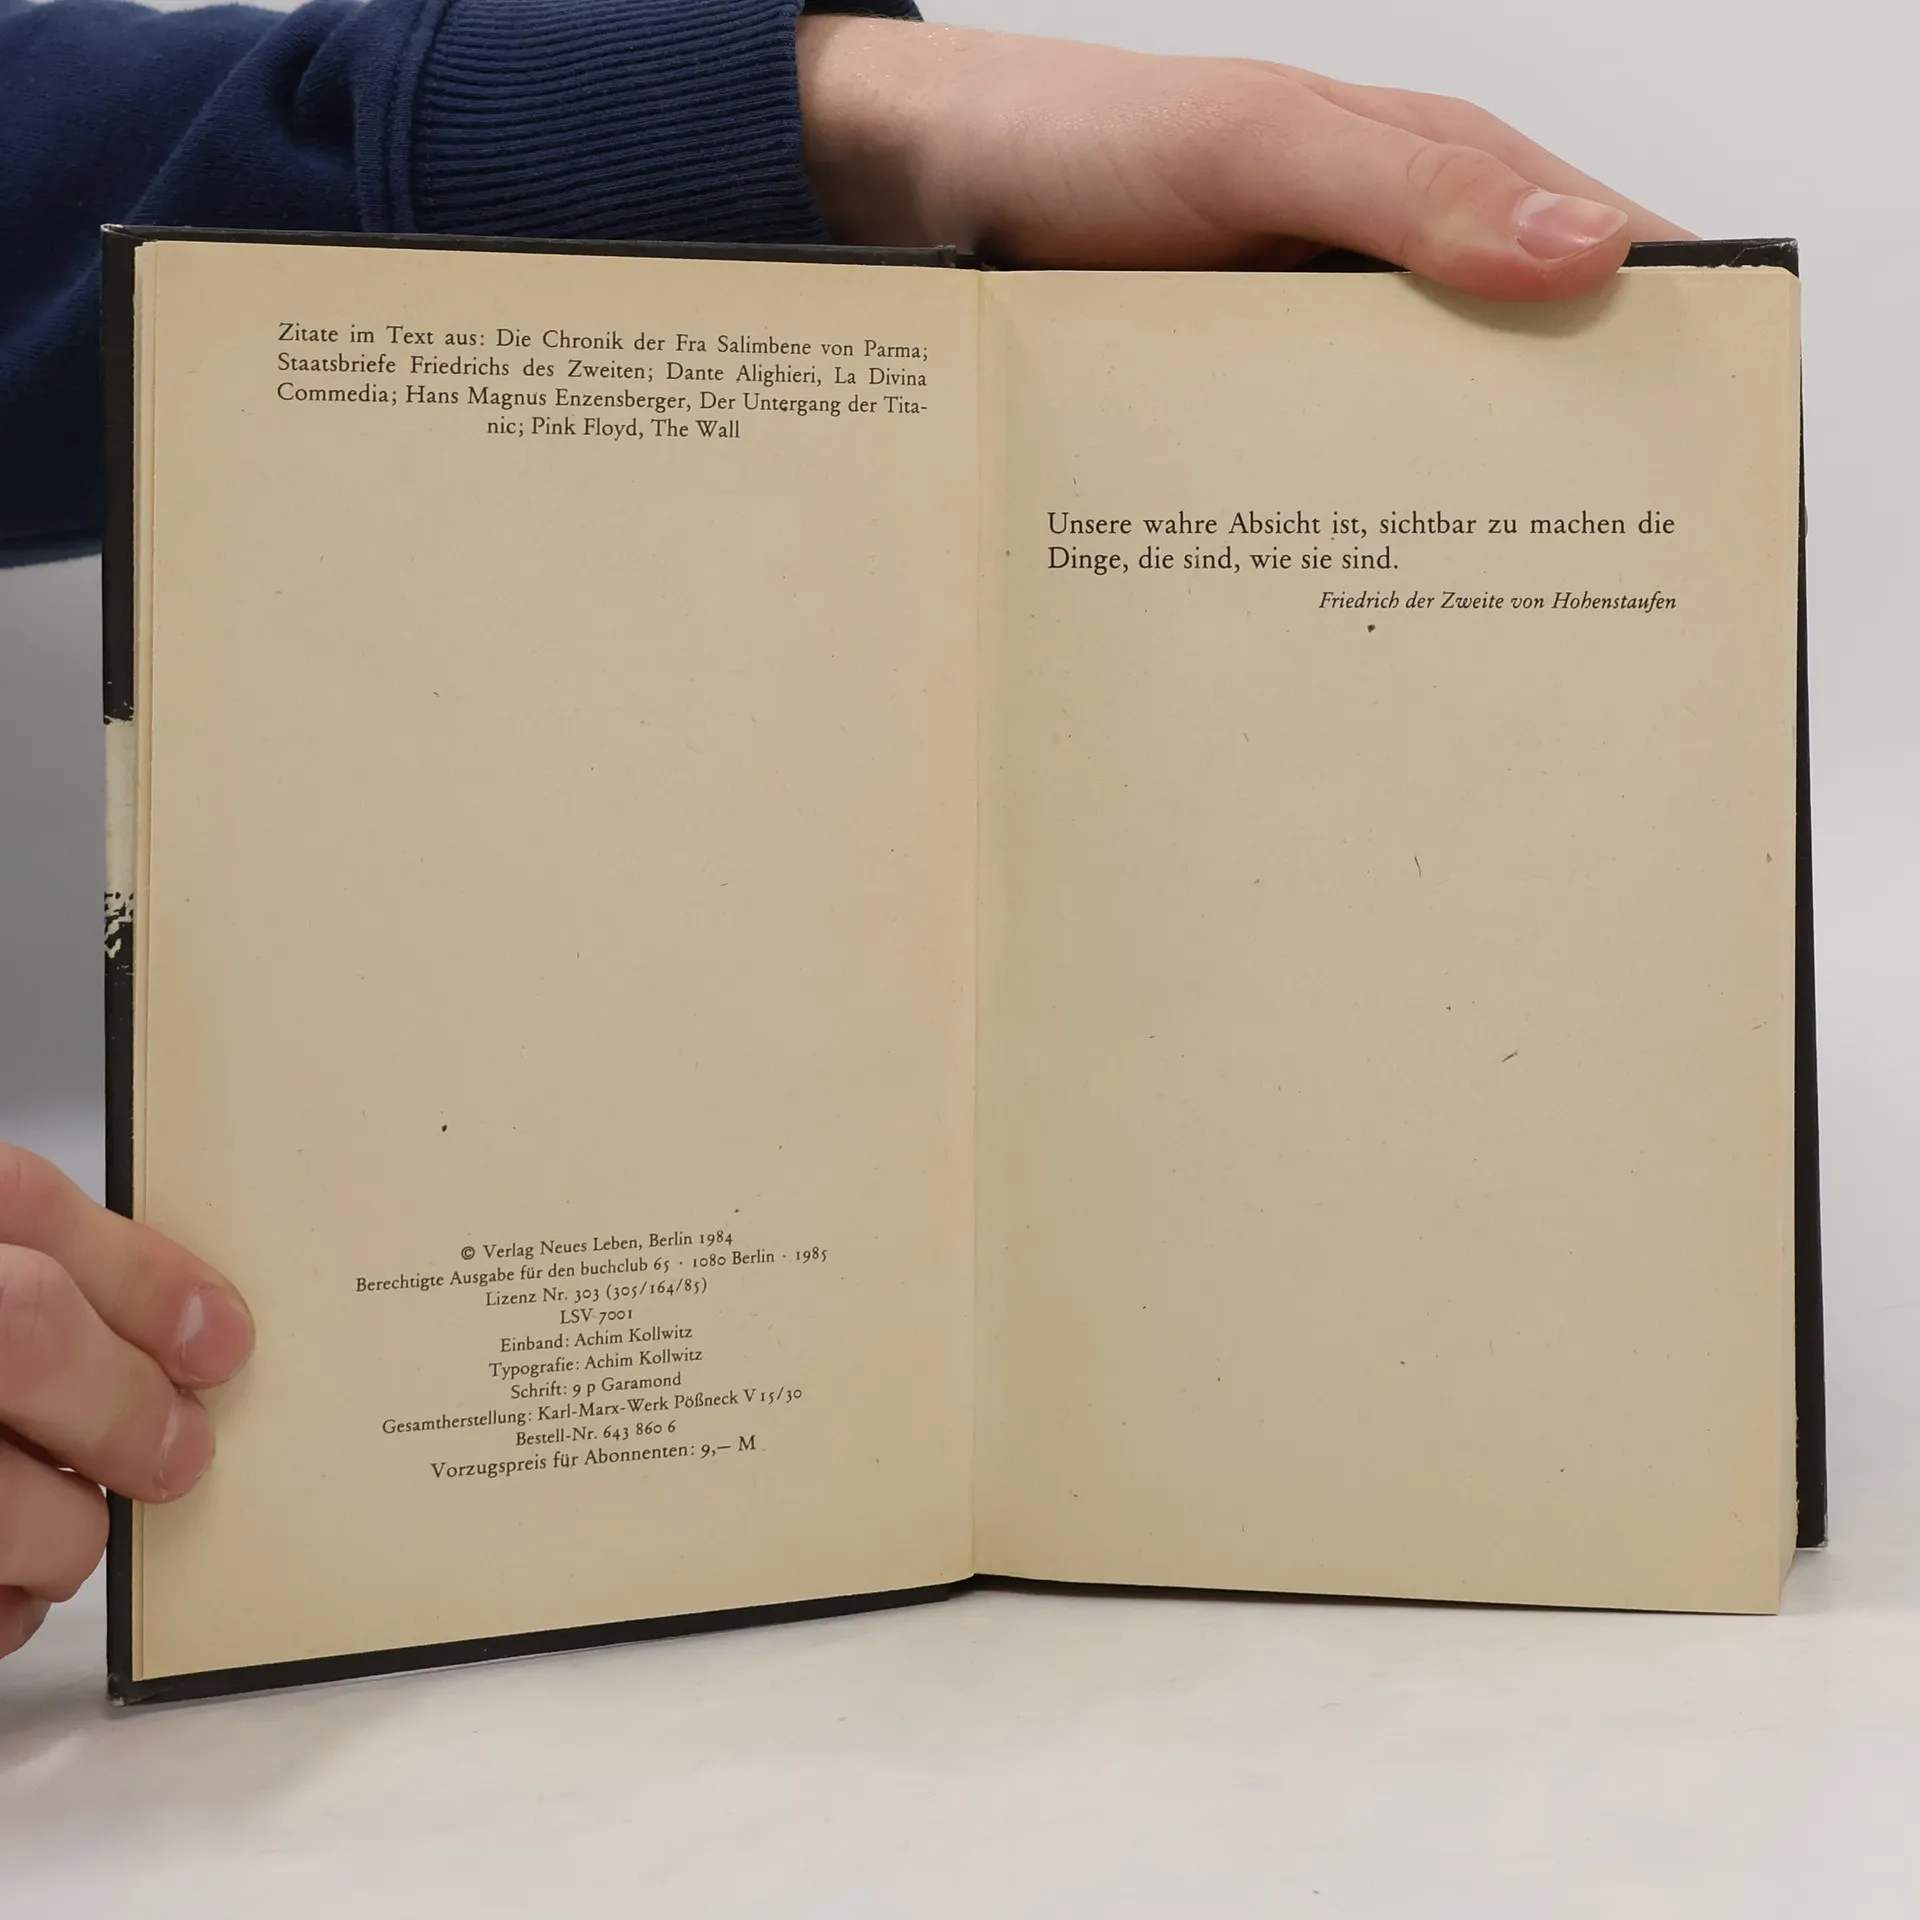 Zitate im Text aus: Die Chronik der Fra Salimbene von Parma;
Staatsbriefe Friedrichs des Zweiten; Dante Alighieri, La Divina
Commedia; Hans Magnus Enzensberger, Der Untergang der Tita-
nic; Pink Floyd, The Wall
© Verlag Neues Leben, Berlin 1984
Berechtigte Ausgabe für den buchclub 65 · 1080 Berlin · 1985
Lizenz Nr. 303 (305/164/85)
LSV 7001
Einband: Achim Kollwitz
Typografie: Achim Kollwitz
Schrift: 9 p Garamond
Gesamtherstellung: Karl-Marx-Werk Pößneck V 15/30
Bestell-Nr. 643 860 6
Vorzugspreis für Abonnenten: 9,– M
Unsere wahre Absicht ist, sichtbar zu machen die
Dinge, die sind, wie sie sind.
Friedrich der Zweite von Hohenstaufen